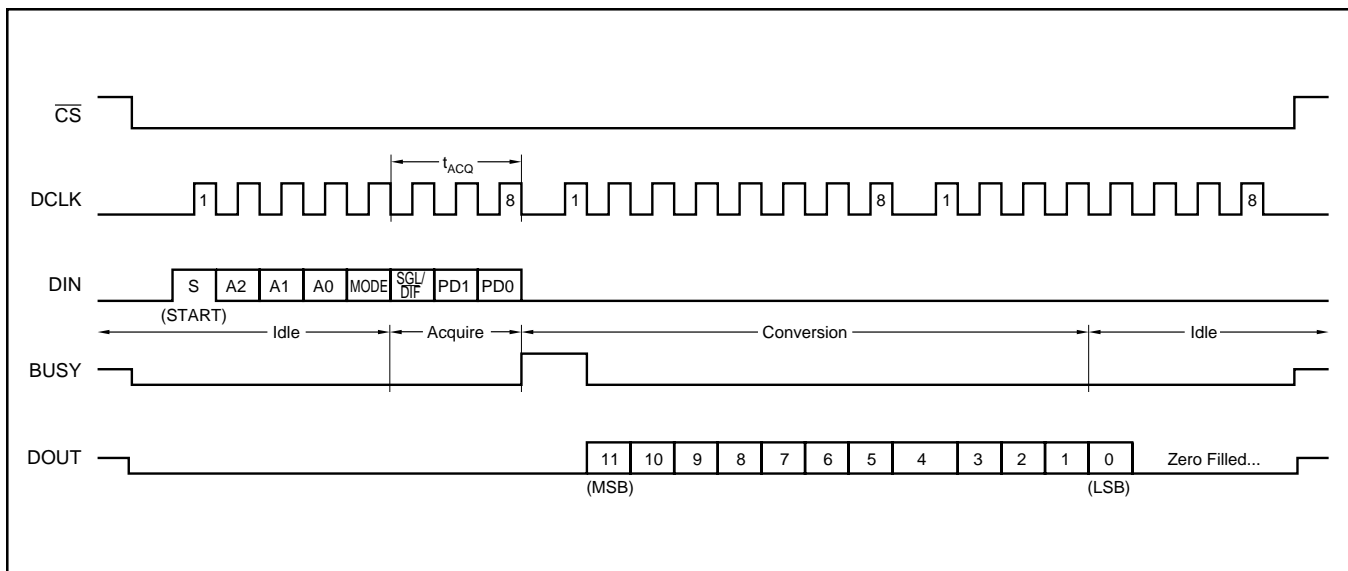 CS
t_ACQ
DCLK 1 8 1 8 1 8
DIN S A2 A1 A0 MODE SGL/DIF PD1 PD0
(START)
Idle Acquire Conversion Idle
BUSY
DOUT 11 10 9 8 7 6 5 4 3 2 1 0 Zero Filled...
(MSB) (LSB)